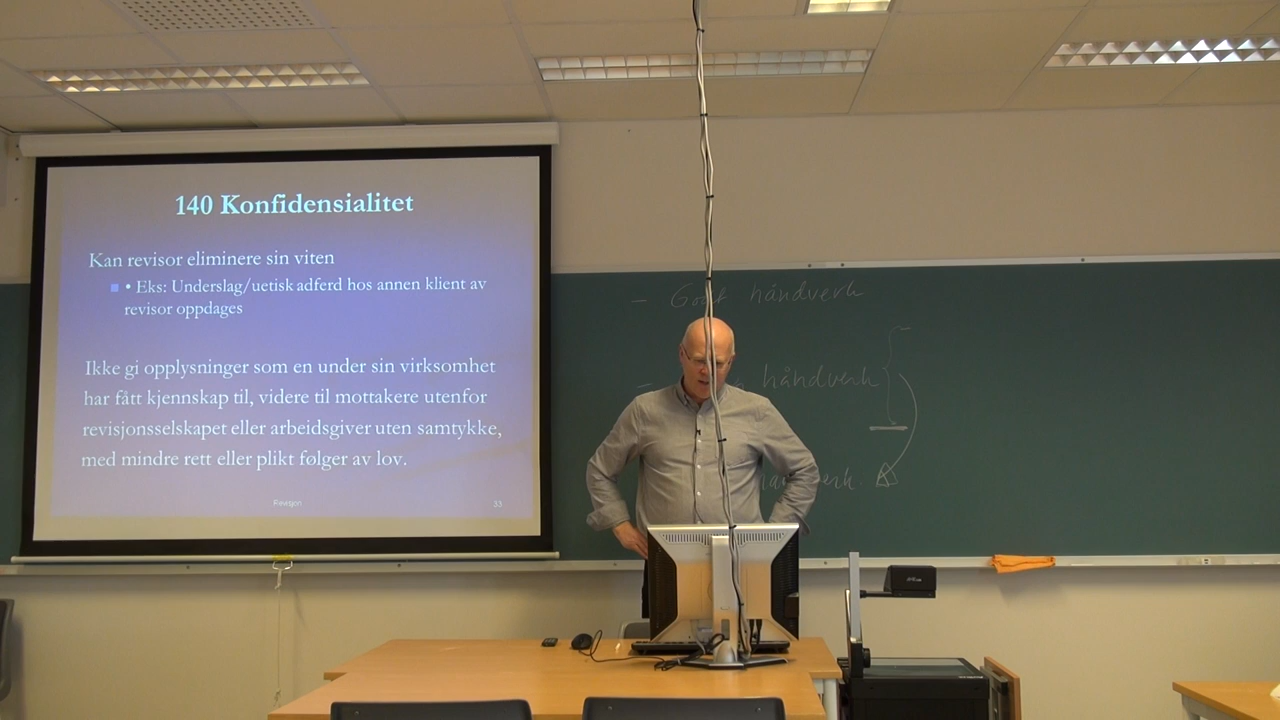 140 Konfidensialitet
Kan revisor eliminere sin viten
• Eks: Underslag/uetisk adferd hos annen klient av
revisor oppdages
Ikke gi opplysninger som en under sin virksomhet
har fått kjennskap til, videre til mottakere utenfor
revisjonsselskapet eller arbeidsgiver uten samtykke,
med mindre rett eller plikt følger av lov.
Revisjon 33
- Godt håndverk
- håndverk